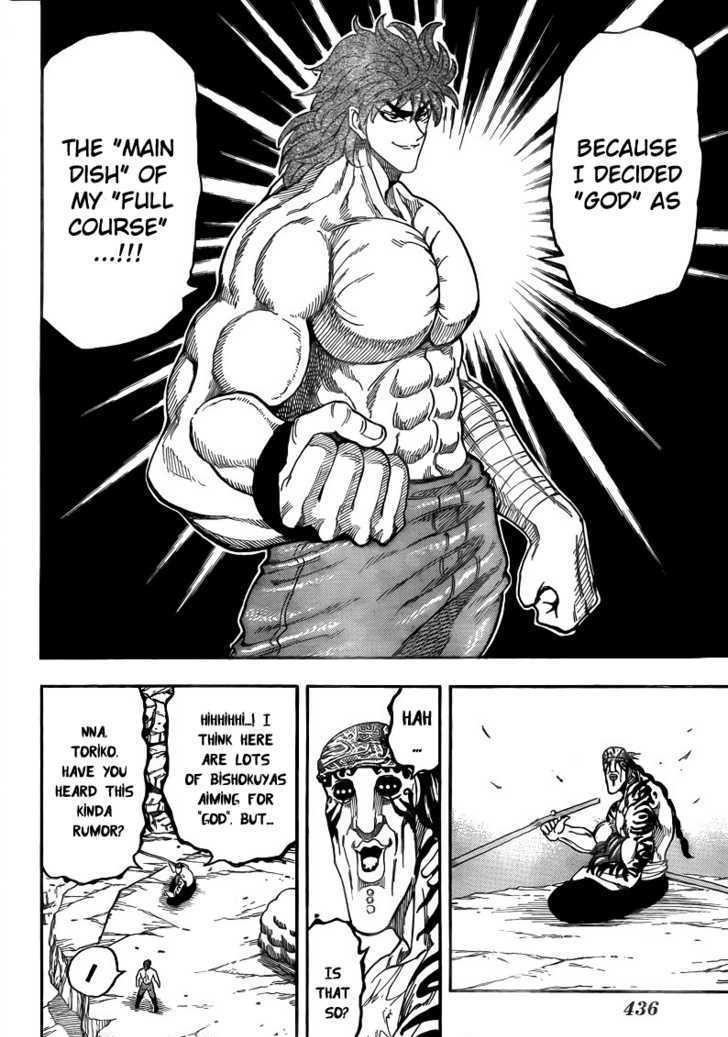 BECAUSE
I DECIDED
"GOD" AS
THE "MAIN
DISH" OF
MY "FULL
COURSE"
...!!!
HAH
...
IS
THAT
SO?
HIHHIHHI...! I
THINK HERE
ARE LOTS
OF BISHOKUYAS
AIMING FOR
"GOD". BUT...
NNA,
TORIKO.
HAVE YOU
HEARD THIS
KINDA
RUMOR?
!
436